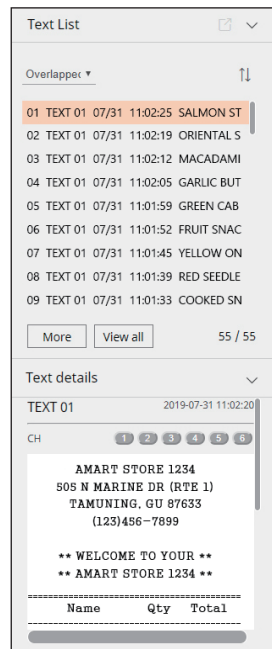 Text List
Overlapped
01 TEXT 01 07/31 11:02:25 SALMON ST
02 TEXT 01 07/31 11:02:19 ORIENTAL S
03 TEXT 01 07/31 11:02:12 MACADAMI
04 TEXT 01 07/31 11:02:05 GARLIC BUT
05 TEXT 01 07/31 11:01:59 GREEN CAB
06 TEXT 01 07/31 11:01:52 FRUIT SNAC
07 TEXT 01 07/31 11:01:45 YELLOW ON
08 TEXT 01 07/31 11:01:39 RED SEEDLE
09 TEXT 01 07/31 11:01:33 COOKED SN
More View all 55 / 55
Text details
TEXT 01 2019-07-31 11:02:20
CH 1 2 3 4 5 6
AMART STORE 1234
505 N MARINE DR (RTE 1)
TAMUNING, GU 87633
(123)456-7899
** WELCOME TO YOUR **
** AMART STORE 1234 **
========================================
Name Qty Total
----------------------------------------